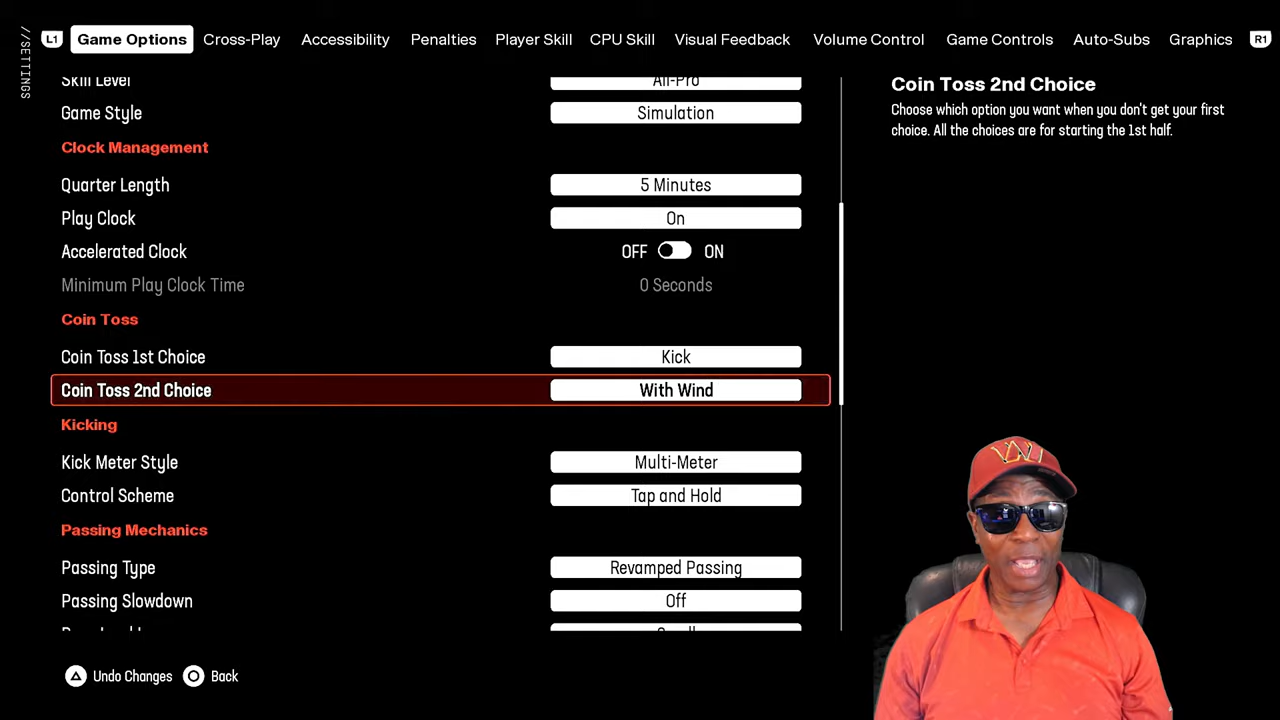 //SETTINGS
L1 Game Options Cross-Play Accessibility Penalties Player Skill CPU Skill Visual Feedback Volume Control Game Controls Auto-Subs Graphics R1
Skill Level All-Pro
Game Style Simulation
Clock Management
Quarter Length 5 Minutes
Play Clock On
Accelerated Clock OFF ON
Minimum Play Clock Time 0 Seconds
Coin Toss
Coin Toss 1st Choice Kick
Coin Toss 2nd Choice With Wind
Kicking
Kick Meter Style Multi-Meter
Control Scheme Tap and Hold
Passing Mechanics
Passing Type Revamped Passing
Passing Slowdown Off
Coin Toss 2nd Choice
Choose which option you want when you don't get your first
choice. All the choices are for starting the 1st half.
Undo Changes Back